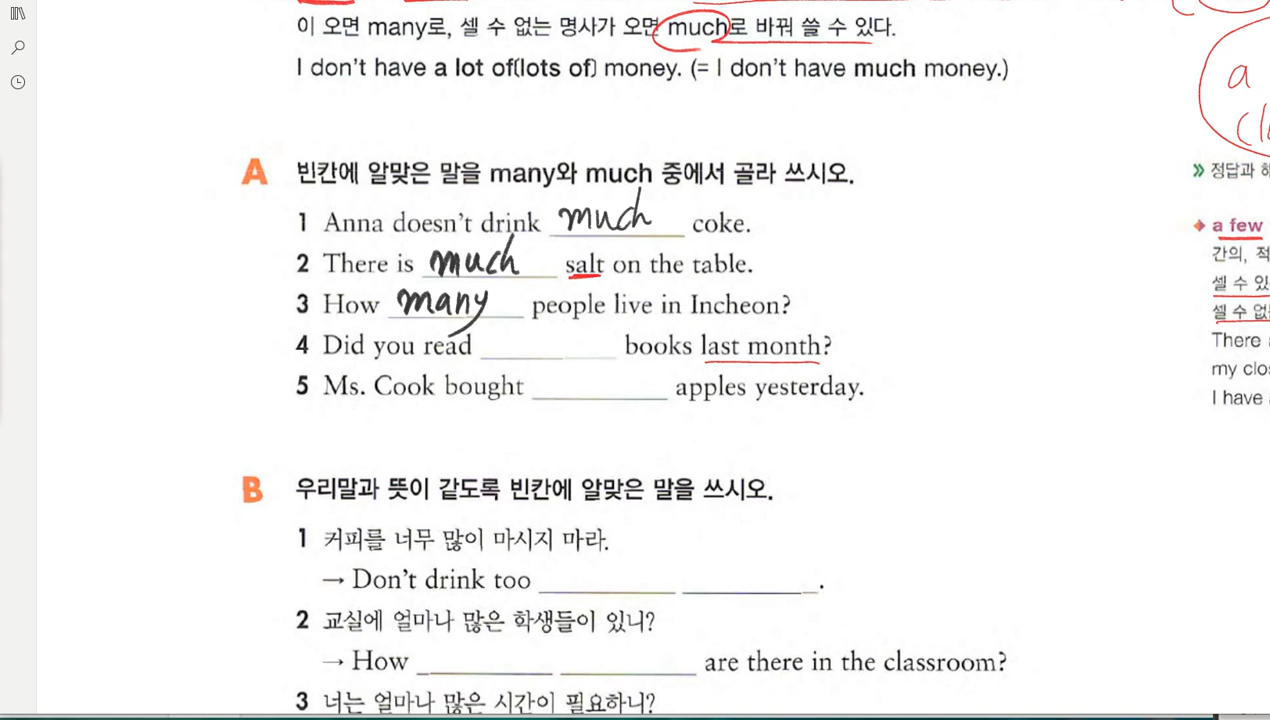 이 오면 many로, 셀 수 없는 명사가 오면 much로 바꿔 쓸 수 있다.
I don't have a lot of(lots of) money. (= I don't have much money.)
a
A 빈칸에 알맞은 말을 many와 much 중에서 골라 쓰시오.
1 Anna doesn't drink much coke.
2 There is much salt on the table.
3 How many people live in Incheon?
4 Did you read ______ books last month?
5 Ms. Cook bought ______ apples yesterday.
» 정답과
a few
간의, 적
셀 수 있
셀 수 없
There
my clo
I have
B 우리말과 뜻이 같도록 빈칸에 알맞은 말을 쓰시오.
1 커피를 너무 많이 마시지 마라.
→ Don't drink too ______ ______.
2 교실에 얼마나 많은 학생들이 있니?
→ How ______ ______ are there in the classroom?
3 너는 얼마나 많은 시간이 필요하니?